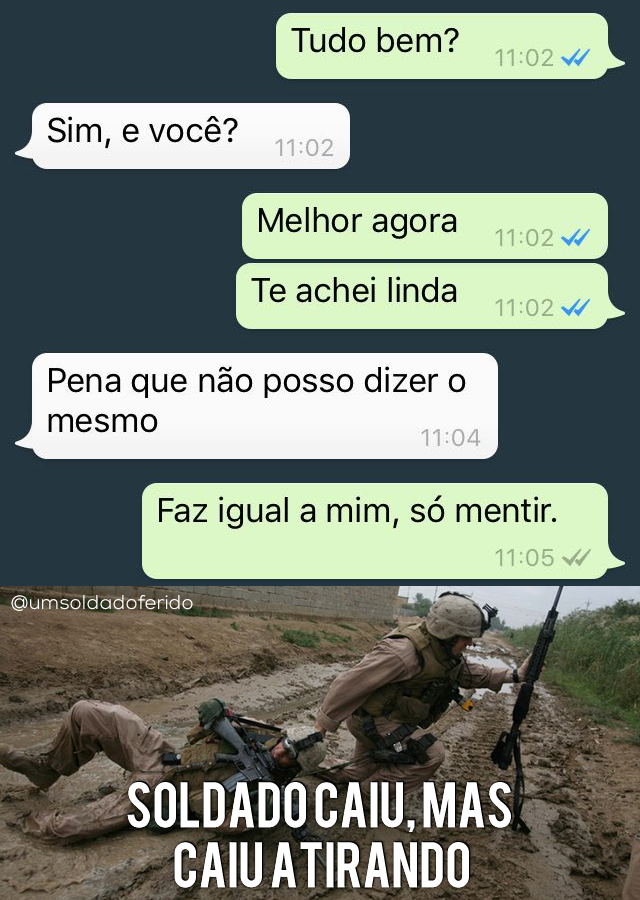 Tudo bem?
11:02
Sim, e você?
11:02
Melhor agora
11:02
Te achei linda
11:02
Pena que não posso dizer o
mesmo
11:04
Faz igual a mim, só mentir.
11:05
@umsoldadoferido
SOLDADO CAIU, MAS
CAIU ATIRANDO